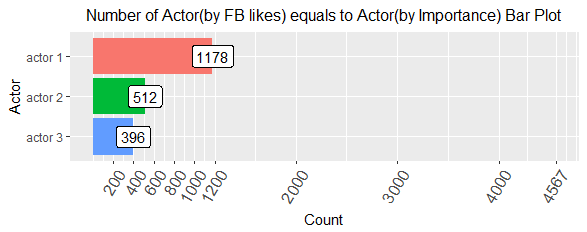 Number of Actor(by FB likes) equals to Actor(by Importance) Bar Plot
Actor
actor 1
1178
actor 2
512
actor 3
396
200 400 600 800 1000 1200 2000 3000 4000 4567
Count